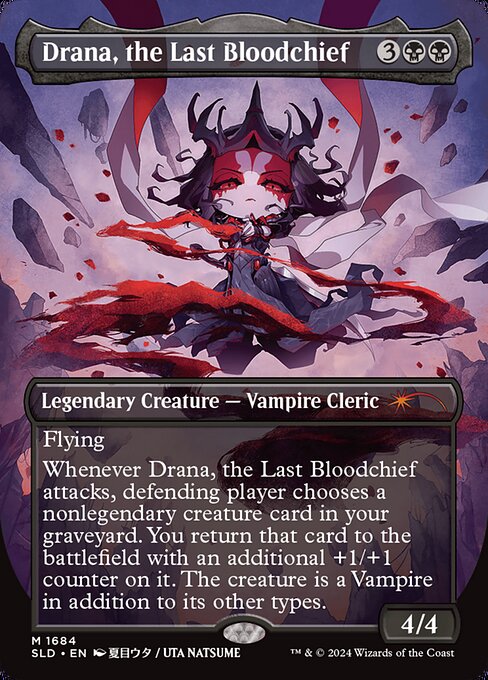 Drana, the Last Bloodchief 3
Legendary Creature — Vampire Cleric
Flying
Whenever Drana, the Last Bloodchief
attacks, defending player chooses a
nonlegendary creature card in your
graveyard. You return that card to the
battlefield with an additional +1/+1
counter on it. The creature is a Vampire
in addition to its other types.
4/4
M 1684
SLD • EN 夏目ウタ / UTA NATSUME
™ & © 2024 Wizards of the Coast